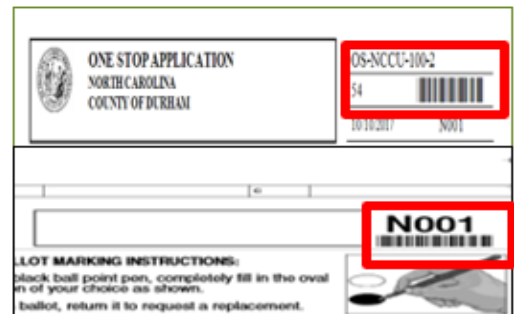 ONE STOP APPLICATION
NORTH CAROLINA
COUNTY OF DURHAM
OS-NCCU-100-2
54
10/10/2017 N001
N001
LLOT MARKING INSTRUCTIONS:
black ball point pen, completely fill in the oval
n of your choice as shown.
ballot, return it to request a replacement.